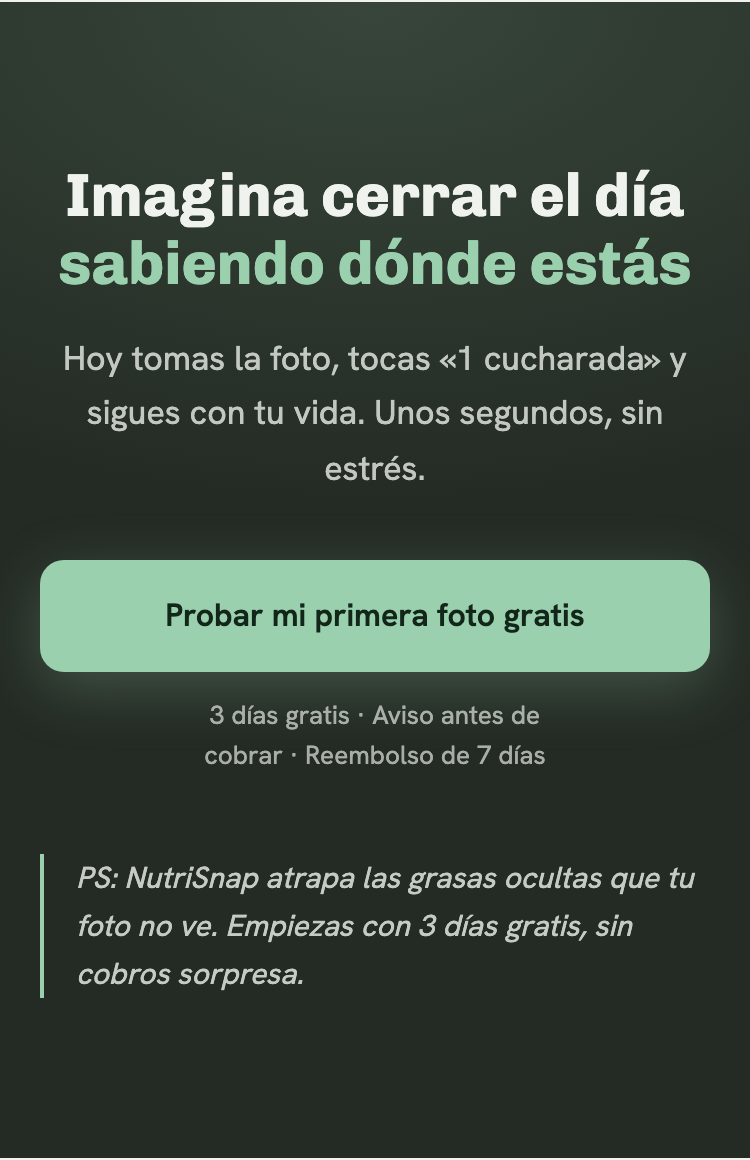 Imagina cerrar el día
sabiendo dónde estás
Hoy tomas la foto, tocas «1 cucharada» y
sigues con tu vida. Unos segundos, sin
estrés.
Probar mi primera foto gratis
3 días gratis · Aviso antes de
cobrar · Reembolso de 7 días
PS: NutriSnap atrapa las grasas ocultas que tu
foto no ve. Empiezas con 3 días gratis, sin
cobros sorpresa.